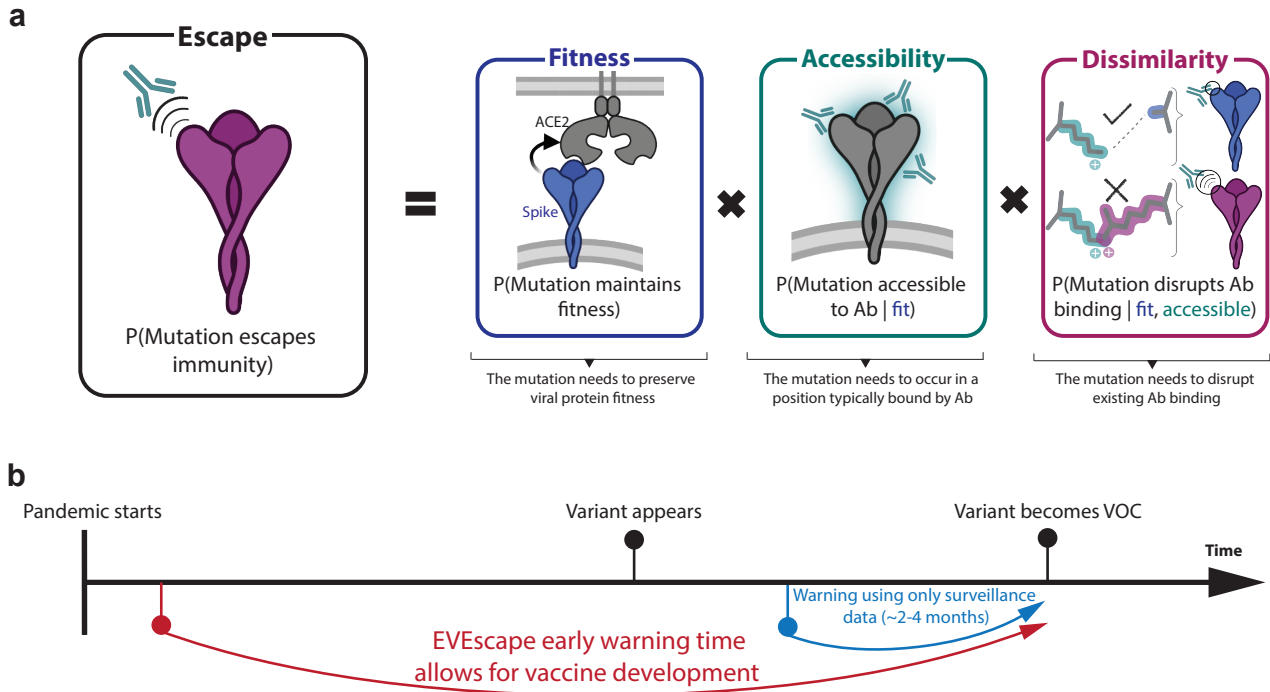 a
Escape
P(Mutation escapes
immunity)
=
Fitness
ACE2
Spike
P(Mutation maintains
fitness)
The mutation needs to preserve
viral protein fitness
×
Accessibility
P(Mutation accessible
to Ab | fit)
The mutation needs to occur in a
position typically bound by Ab
×
Dissimilarity
+
+ +
P(Mutation disrupts Ab
binding | fit, accessible)
The mutation needs to disrupt
existing Ab binding
b
Pandemic starts
Variant appears
Variant becomes VOC
Time
Warning using only surveillance
data (~2-4 months)
EVEscape early warning time
allows for vaccine development